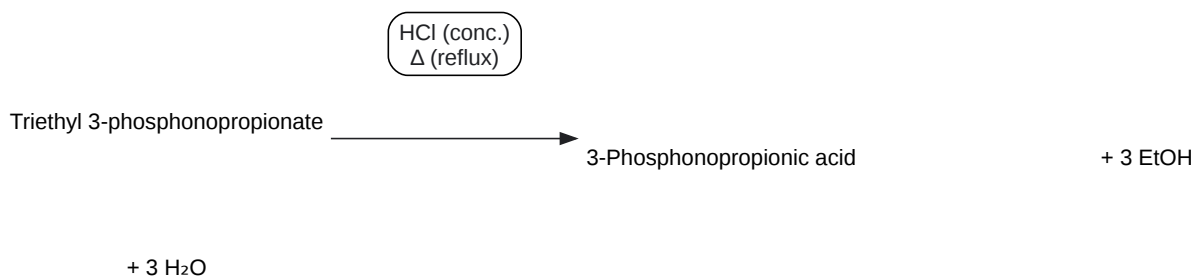 HCl (conc.)
Δ (reflux)
Triethyl 3-phosphonopropionate
3-Phosphonopropionic acid
+ 3 EtOH
+ 3 H₂O